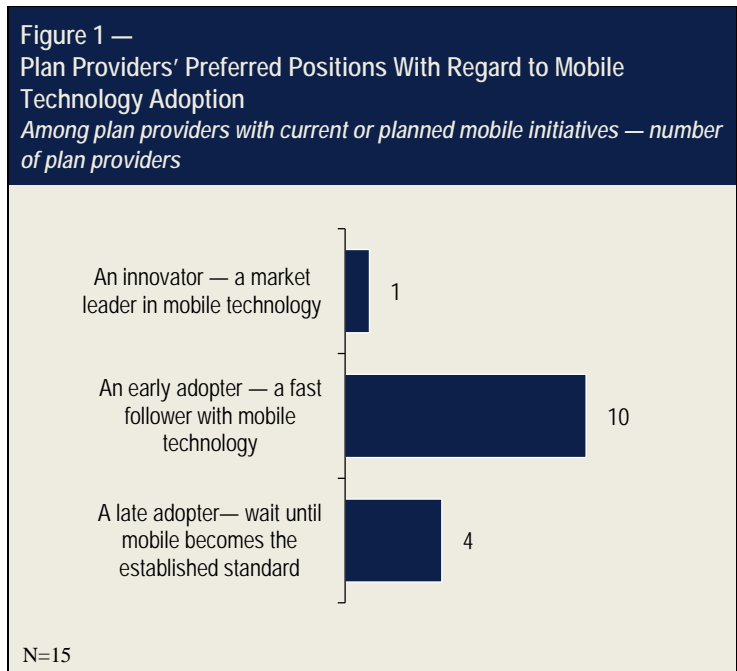 Figure 1 —
Plan Providers' Preferred Positions With Regard to Mobile
Technology Adoption
Among plan providers with current or planned mobile initiatives — number
of plan providers
An innovator — a market
leader in mobile technology
1
An early adopter — a fast
follower with mobile
technology
10
A late adopter— wait until
mobile becomes the
established standard
4
N=15